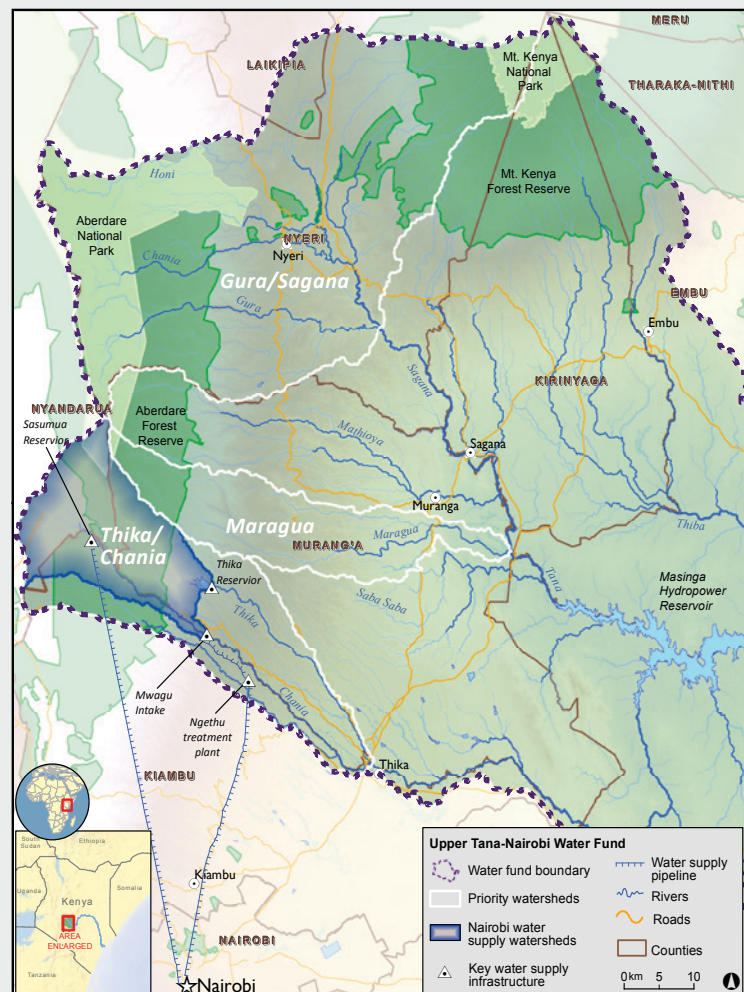 MERU
LAIKIPIA
Mt. Kenya
National
Park
THARAKA-NITHI
Honi
Mt. Kenya
Forest Reserve
Aberdare
National
Park
NYERI
Nyeri
Chania
Gura/Sagana
EMBU
Gura
Embu
Sagana
KIRINYAGA
NYANDARUA
Aberdare
Forest
Reserve
Sasumua
Reservior
Mathioya
Sagana
Muranga
Thiba
Thika/
Chania
Maragua
Maragua
MURANG'A
Thika
Reservior
Tana
Masinga
Hydropower
Reservoir
Saba Saba
Thika
Mwagu
Intake
Chania
Ngethu
treatment
plant
Thika
KIAMBU
Kiambu
NAIROBI
Nairobi
South
Sudan
Ethiopia
Uganda
Kenya
Somalia
AREA
ENLARGED
Tanzania
Upper Tana-Nairobi Water Fund
Water fund boundary
Priority watersheds
Nairobi water
supply watersheds
Key water supply
infrastructure
Water supply
pipeline
Rivers
Roads
Counties
0 km 5 10